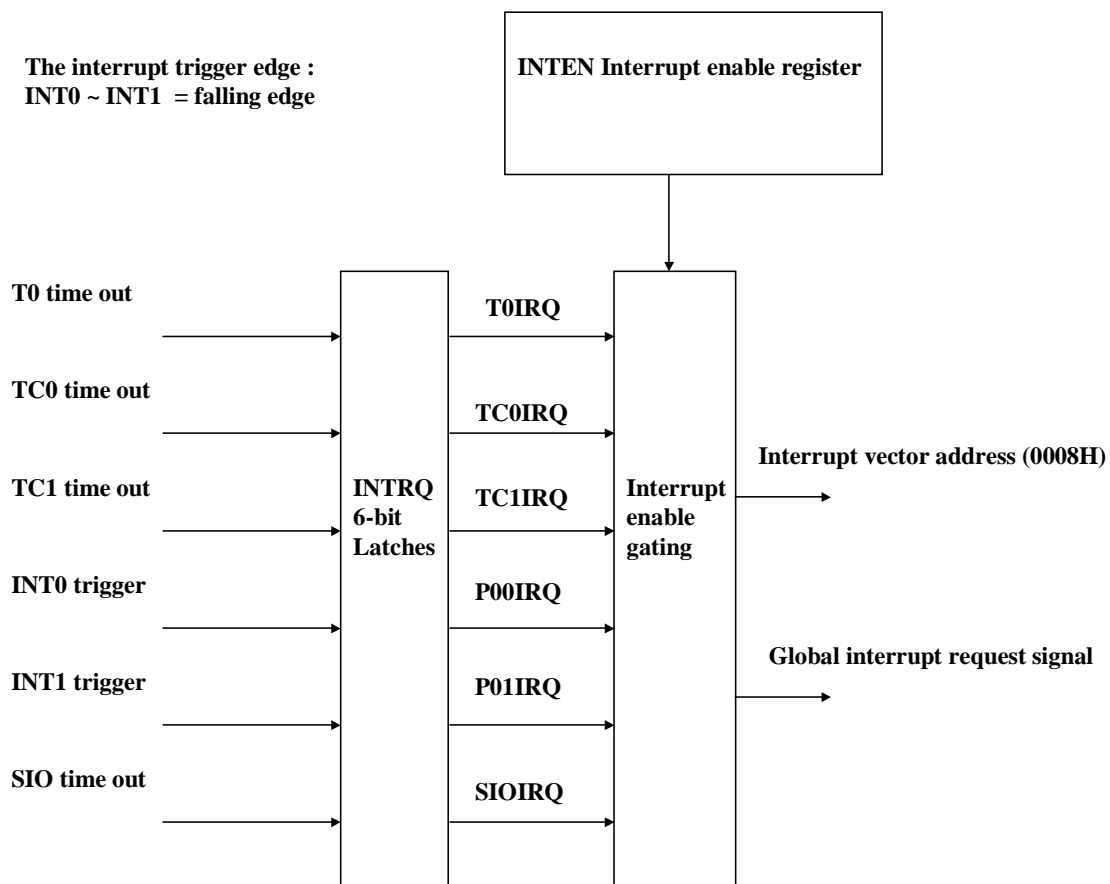 The interrupt trigger edge :
INT0 ~ INT1 = falling edge
INTEN Interrupt enable register
T0 time out
T0IRQ
TC0 time out
TC0IRQ
Interrupt vector address (0008H)
TC1 time out
INTRQ
6-bit
Latches
TC1IRQ
Interrupt
enable
gating
INT0 trigger
P00IRQ
Global interrupt request signal
INT1 trigger
P01IRQ
SIO time out
SIOIRQ